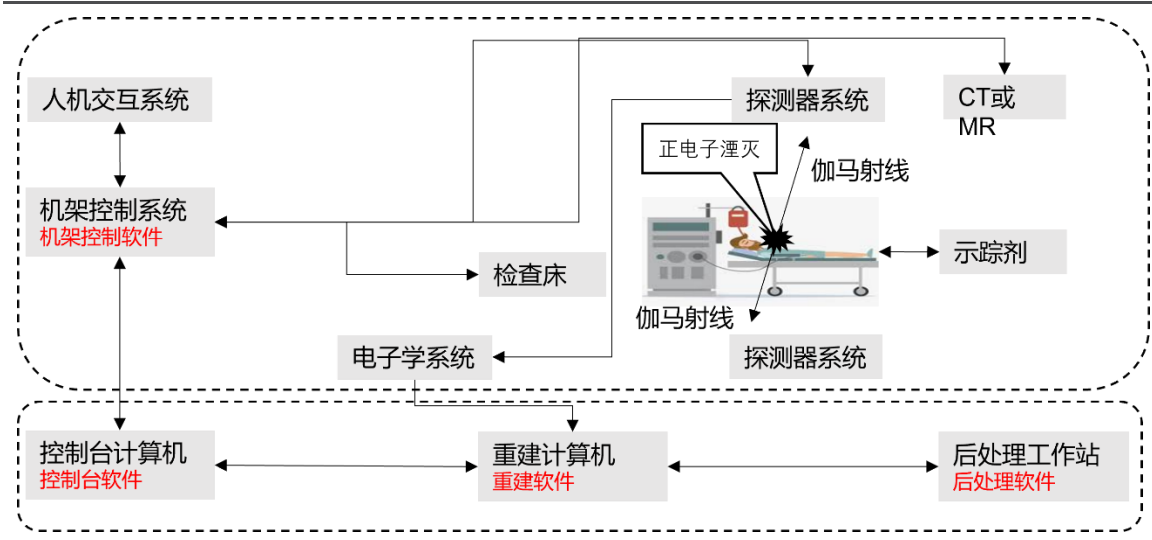 人机交互系统
探测器系统
CT或
MR
正电子湮灭
伽马射线
机架控制系统
机架控制软件
检查床
示踪剂
伽马射线
电子学系统
探测器系统
控制台计算机
控制台软件
重建计算机
重建软件
后处理工作站
后处理软件